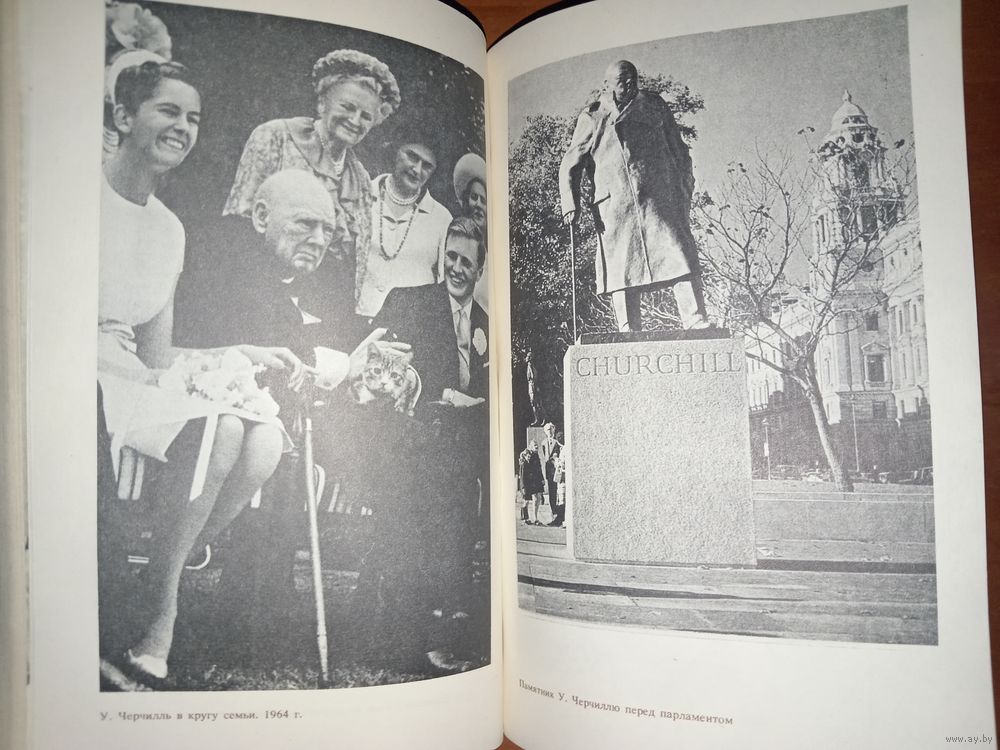 У. Черчилль в кругу семьи. 1964 г.
CHURCHILL
Памятник У. Черчиллю перед парламентом
www.ay.by